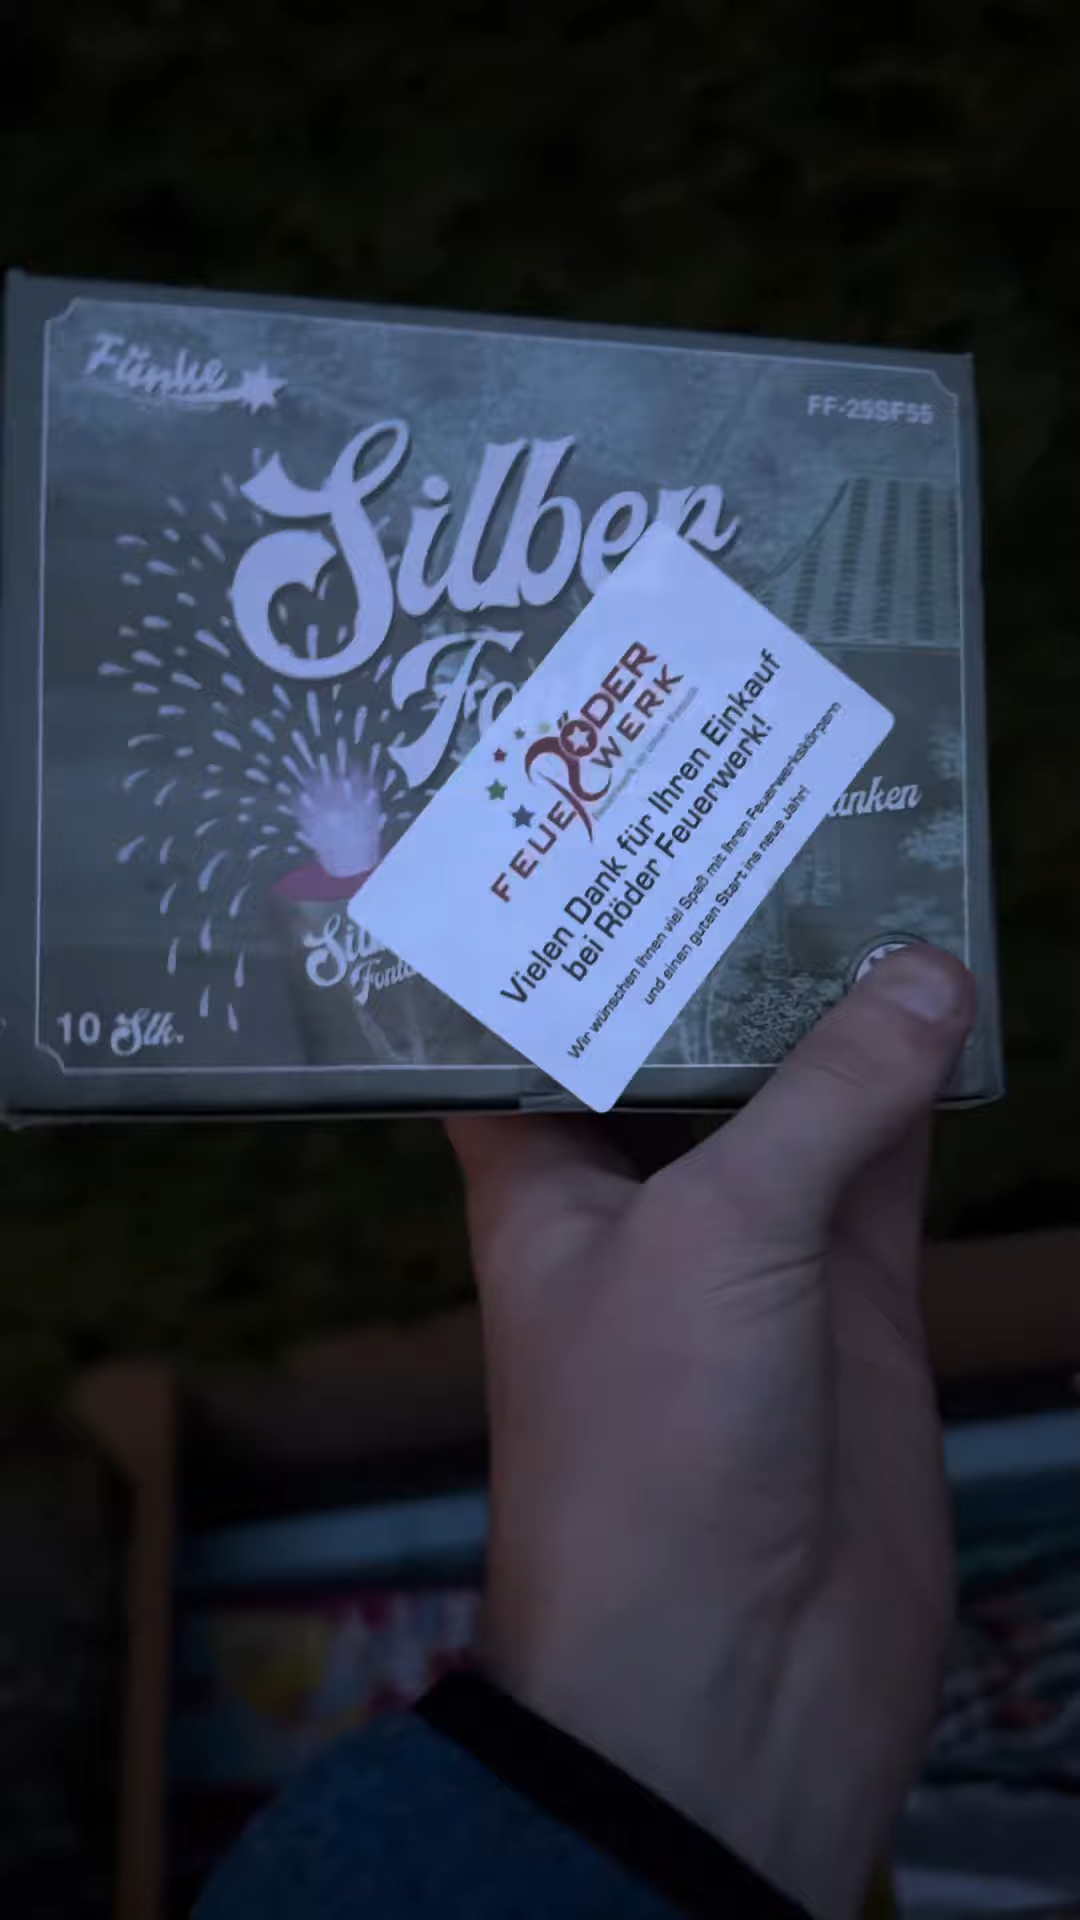 Funke
FF-25SF55
Silber
Fo
FEUER RÖDER
WERK
Vielen Dank für Ihren Einkauf
bei Röder Feuerwerk!
Wir wünschen Ihnen viel Spaß mit Ihren Feuerwerkskörpern
und einen guten Start ins neue Jahr!
10 Stk.